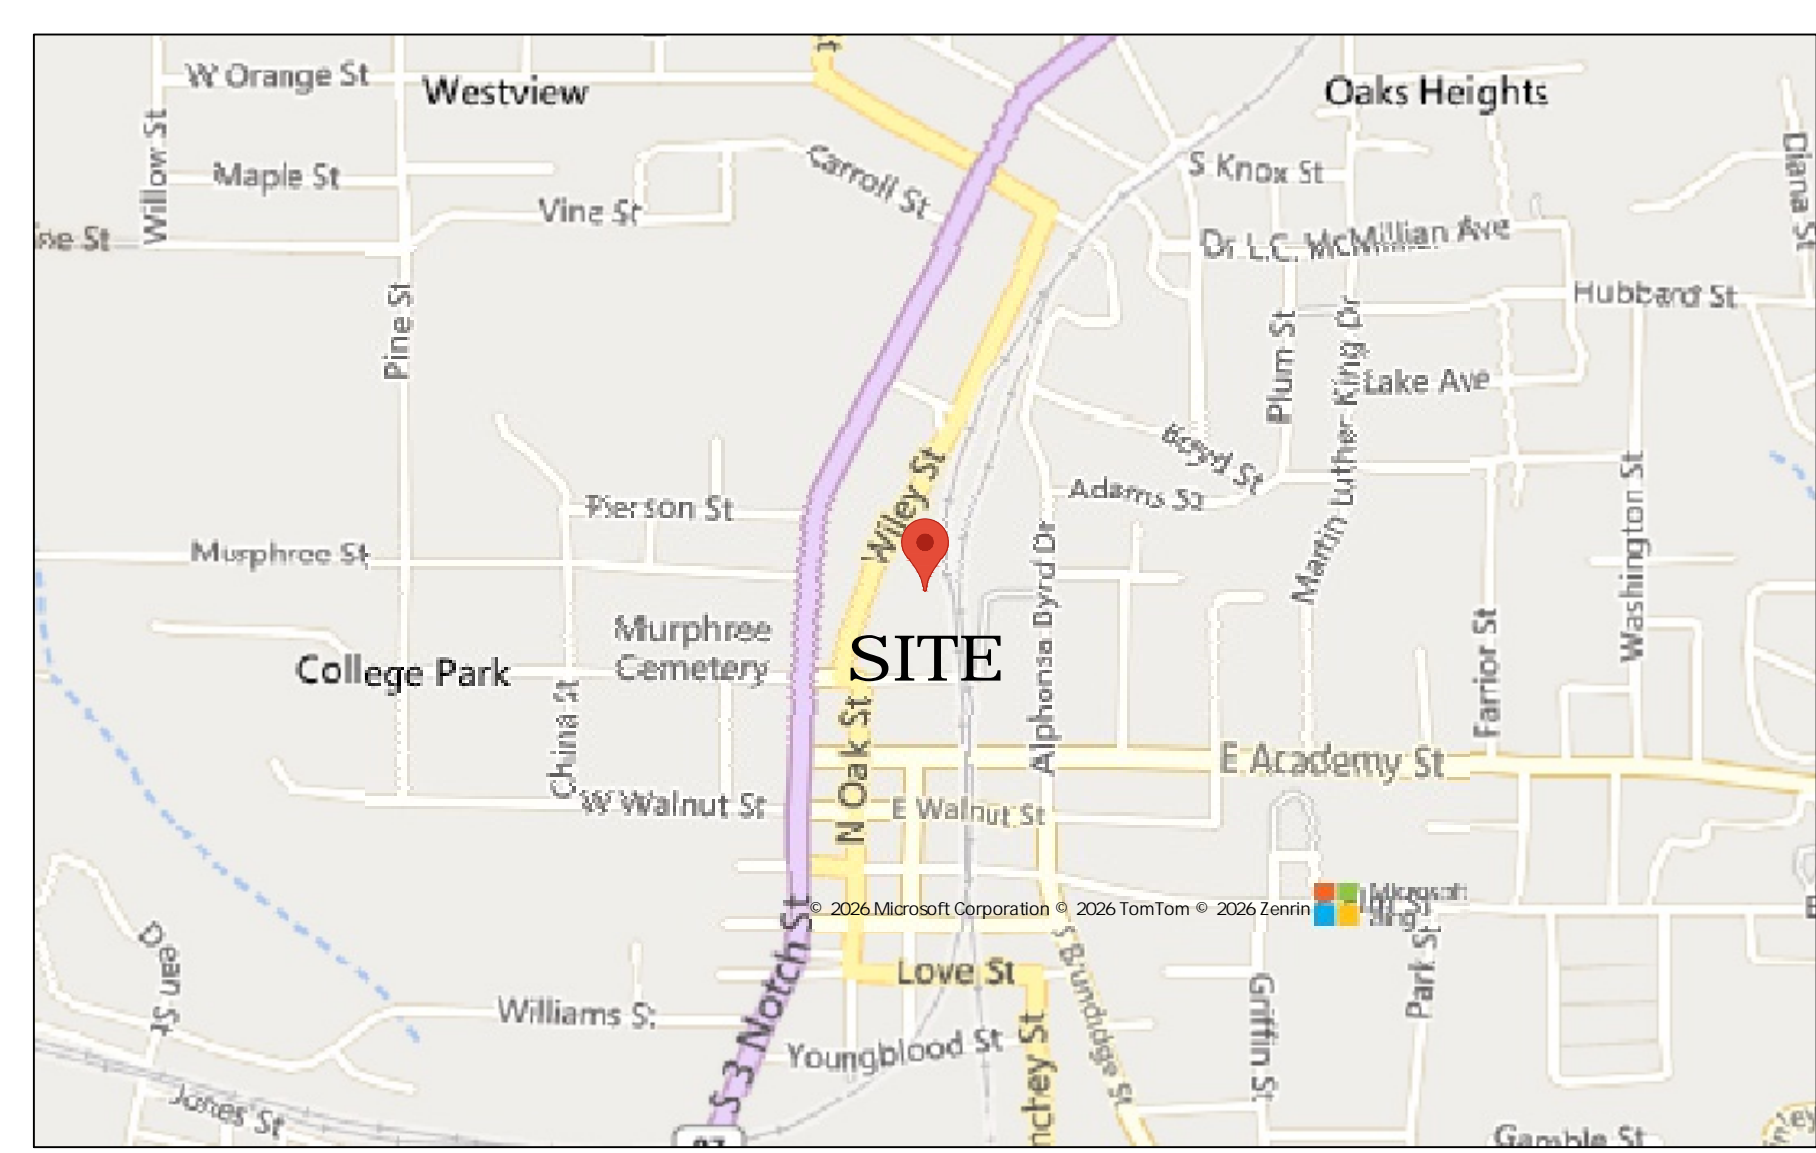 W Orange St
Westview
Oaks Heights
Willow St
Maple St
Carroll St
S Knox St
Diana St
Vine St
Dr L.C. McMillian Ave
Pine St
Hubbard St
Plum St
Martin Luther King Dr
Lake Ave
Boyd St
Wiley St
Adams St
Pierson St
Murphree St
Alphonsa Byrd Dr
Washington St
Farrior St
Murphree
Cemetery
SITE
College Park
China St
N Oak St
E Academy St
W Walnut St
E Walnut St
© 2026 Microsoft Corporation © 2026 TomTom © 2026 Zenrin
Microsoft
Bing
Dean St
S 3 Notch St
Love St
S Brundidge St
Griffin St
Park St
Williams St
Youngblood St
nchey St
Jones St
Gamble St